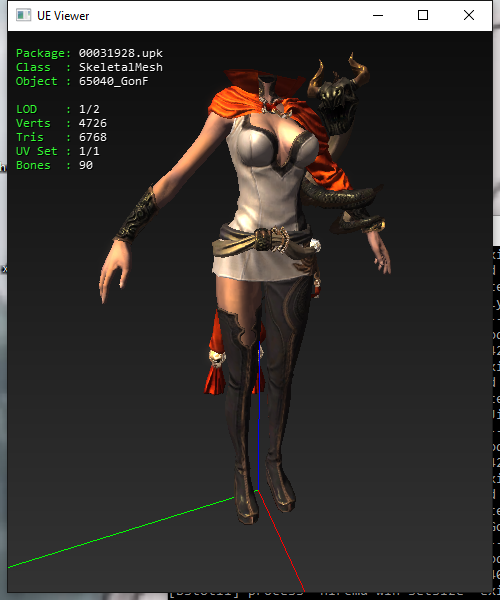 UE Viewer
Package: 00031928.upk
Class  : SkeletalMesh
Object : 65040_GonF
LOD    : 1/2
Verts  : 4726
Tris   : 6768
UV Set : 1/1
Bones  : 90